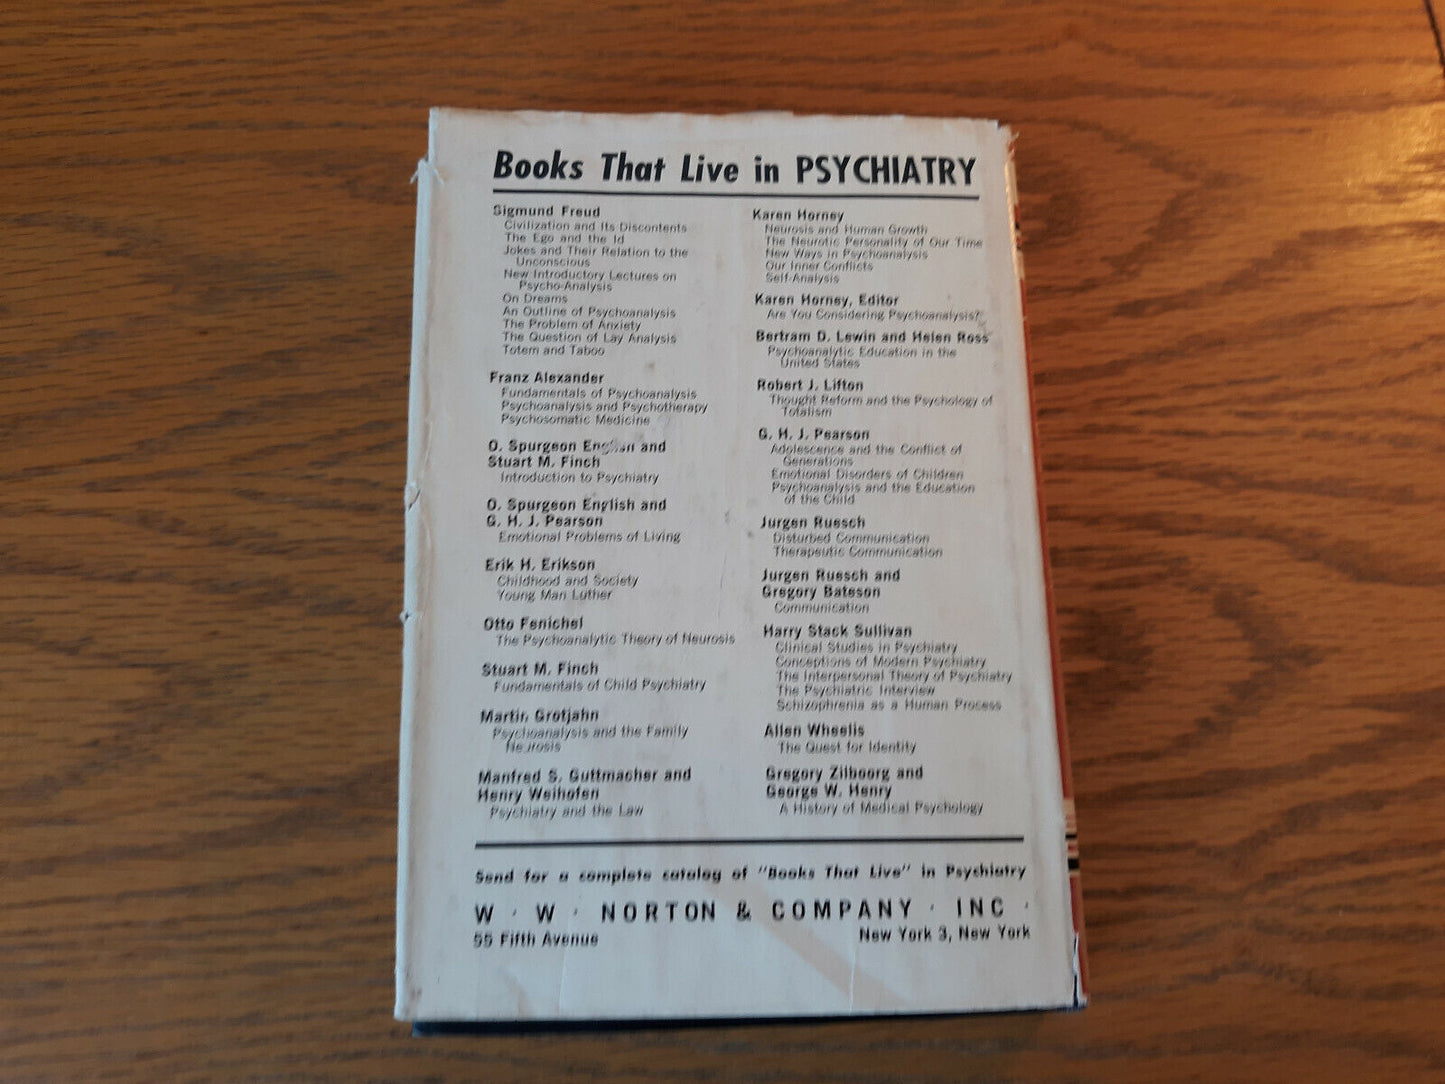 Books That Live in PSYCHIATRY
Sigmund Freud
Civilization and Its Discontents
The Ego and the Id
Jokes and Their Relation to the
Unconscious
New Introductory Lectures on
Psycho-Analysis
On Dreams
An Outline of Psychoanalysis
The Problem of Anxiety
The Question of Lay Analysis
Totem and Taboo
Franz Alexander
Fundamentals of Psychoanalysis
Psychoanalysis and Psychotherapy
Psychosomatic Medicine
O. Spurgeon English and
Stuart M. Finch
Introduction to Psychiatry
O. Spurgeon English and
G. H. J. Pearson
Emotional Problems of Living
Erik H. Erikson
Childhood and Society
Young Man Luther
Otto Fenichel
The Psychoanalytic Theory of Neurosis
Stuart M. Finch
Fundamentals of Child Psychiatry
Martin Grotjahn
Psychoanalysis and the Family
Neurosis
Manfred S. Guttmacher and
Henry Weihofen
Psychiatry and the Law
Karen Horney
Neurosis and Human Growth
The Neurotic Personality of Our Time
New Ways in Psychoanalysis
Our Inner Conflicts
Self-Analysis
Karen Horney, Editor
Are You Considering Psychoanalysis?
Bertram D. Lewin and Helen Ross
Psychoanalytic Education in the
United States
Robert J. Lifton
Thought Reform and the Psychology of
Totalism
G. H. J. Pearson
Adolescence and the Conflict of
Generations
Emotional Disorders of Children
Psychoanalysis and the Education
of the Child
Jurgen Ruesch
Disturbed Communication
Therapeutic Communication
Jurgen Ruesch and
Gregory Bateson
Communication
Harry Stack Sullivan
Clinical Studies in Psychiatry
Conceptions of Modern Psychiatry
The Interpersonal Theory of Psychiatry
The Psychiatric Interview
Schizophrenia as a Human Process
Allen Wheelis
The Quest for Identity
Gregory Zilboorg and
George W. Henry
A History of Medical Psychology
Send for a complete catalog of "Books That Live" in Psychiatry
W · W · NORTON & COMPANY · INC ·
55 Fifth Avenue New York 3, New York